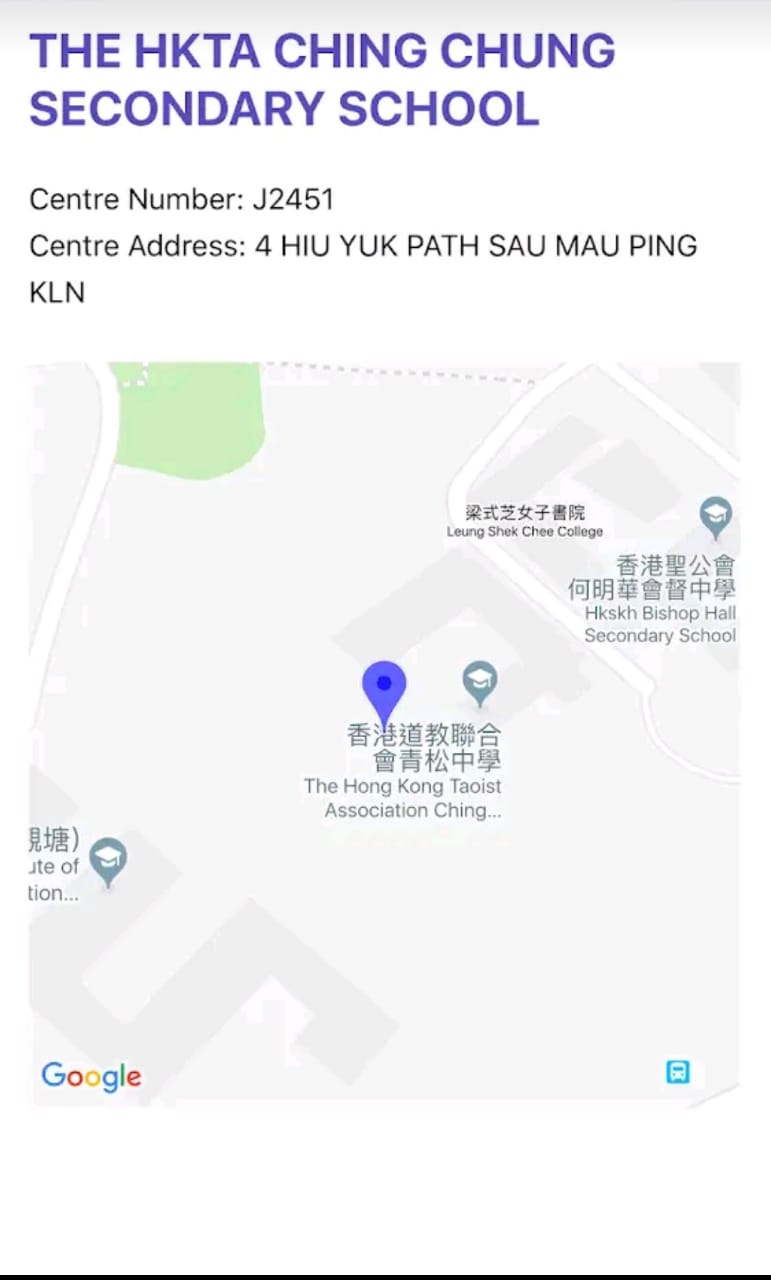 THE HKTA CHING CHUNG
SECONDARY SCHOOL
Centre Number: J2451
Centre Address: 4 HIU YUK PATH SAU MAU PING
KLN
梁式芝女子書院
Leung Shek Chee College
香港聖公會
何明華會督中學
Hkskh Bishop Hall
Secondary School
香港道教聯合
會青松中學
The Hong Kong Taoist
Association Ching...
塘)
of
tion...
Google